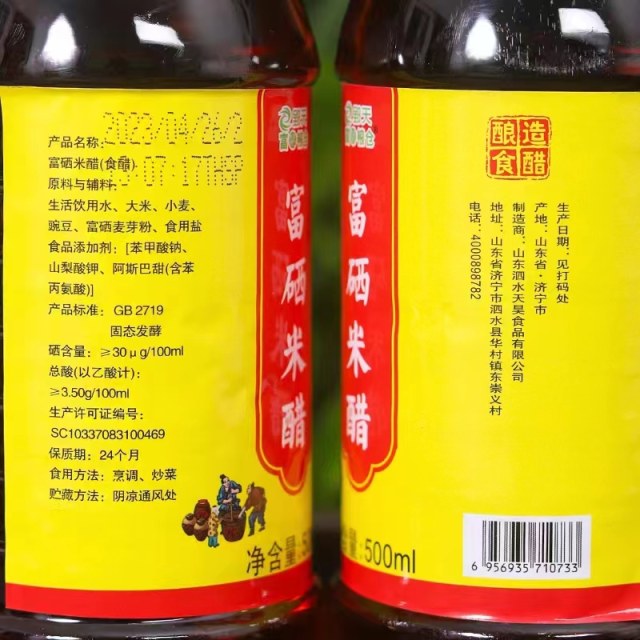 产品名称:
2023/04/26/2
富硒米醋(食醋)
原料与辅料:
生活饮用水、大米、小麦、
豌豆、富硒麦芽粉、食用盐
食品添加剂: [苯甲酸钠、
山梨酸钾、阿斯巴甜(含苯
丙氨酸)]
产品标准: GB 2719
固态发酵
硒含量: ≥30μg/100ml
总酸(以乙酸计):
≥3.50g/100ml
生产许可证编号:
SC10337083100469
保质期: 24个月
食用方法: 烹调、炒菜
贮藏方法: 阴凉通风处
净含量:5
富硒米醋
富硒米醋
500ml
酿造
食醋
生产日期: 见打码处
产地: 山东省·济宁市
制造商: 山东泗水天昊食品有限公司
地址: 山东省济宁市泗水县华村镇东崇义村
电话: 4000898782
6 956935 710733